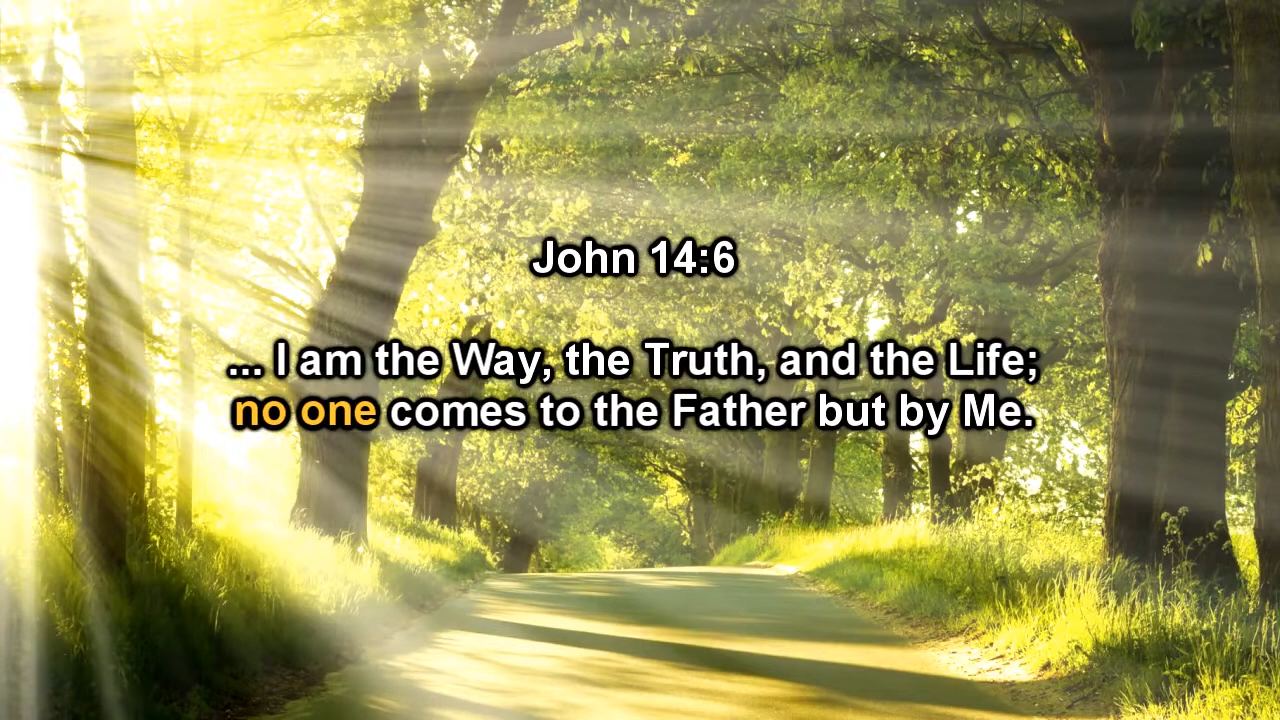 John 14:6
... I am the Way, the Truth, and the Life;
no one comes to the Father but by Me.